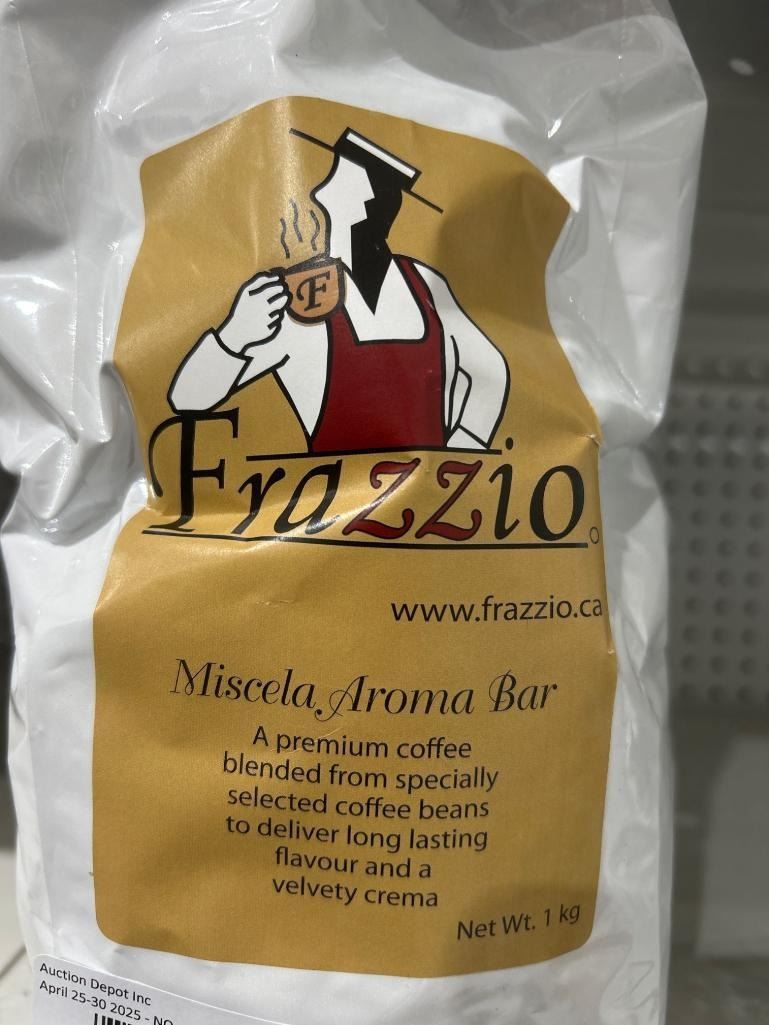 F
Frazzio
www.frazzio.ca
Miscela Aroma Bar
A premium coffee
blended from specially
selected coffee beans
to deliver long lasting
flavour and a
velvety crema
Net Wt. 1 kg
Auction Depot Inc
April 25-30 2025 - NO